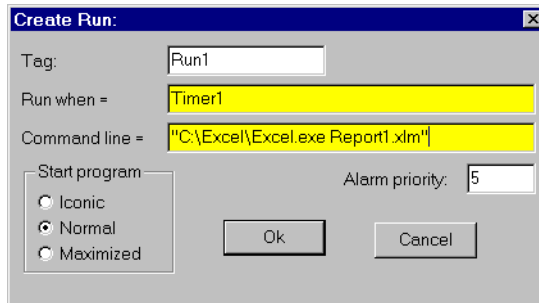 Create Run:
Tag: Run1
Run when = Timer1
Command line = "C:\Excel\Excel.exe Report1.xlm"
Start program
Iconic
Normal
Maximized
Alarm priority: 5
Ok
Cancel